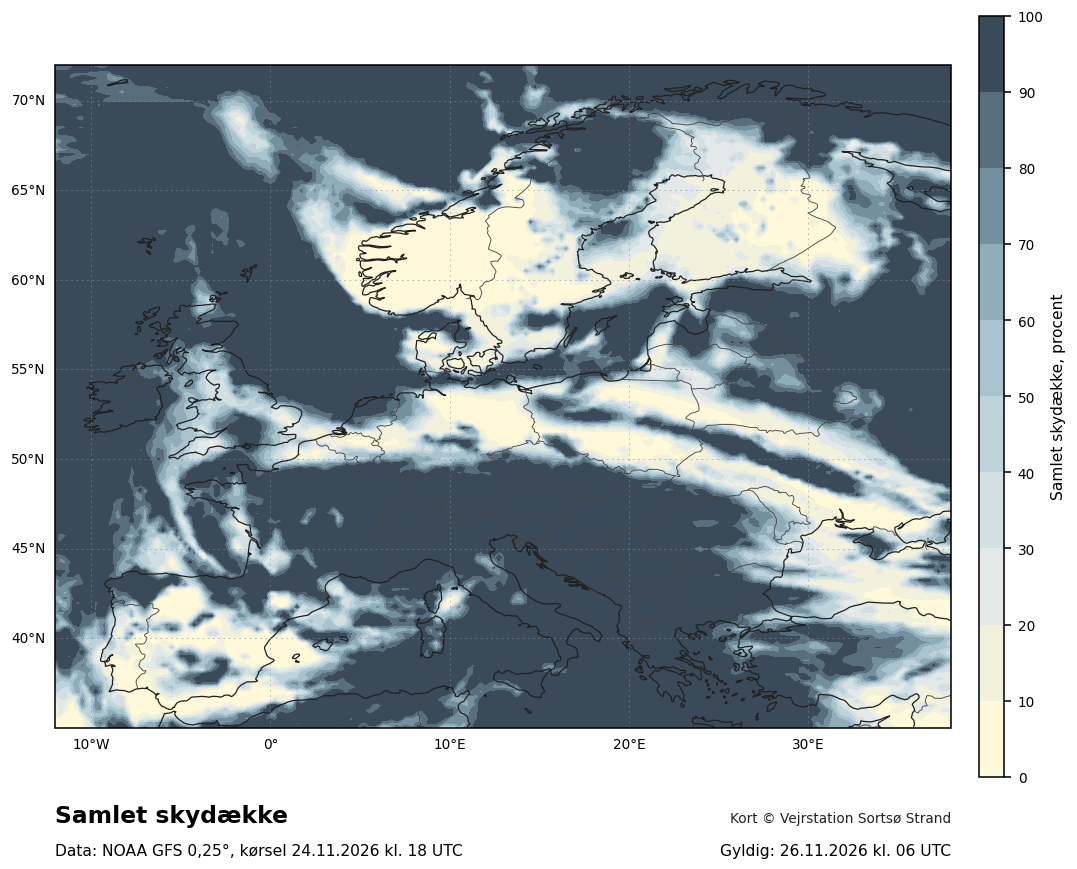 100
90
80
70
60
50
40
30
20
10
0
Samlet skydække, procent
70°N
65°N
60°N
55°N
50°N
45°N
40°N
10°W
0°
10°E
20°E
30°E
Samlet skydække
Kort © Vejrstation Sortsø Strand
Data: NOAA GFS 0,25°, kørsel 24.11.2026 kl. 18 UTC
Gyldig: 26.11.2026 kl. 06 UTC